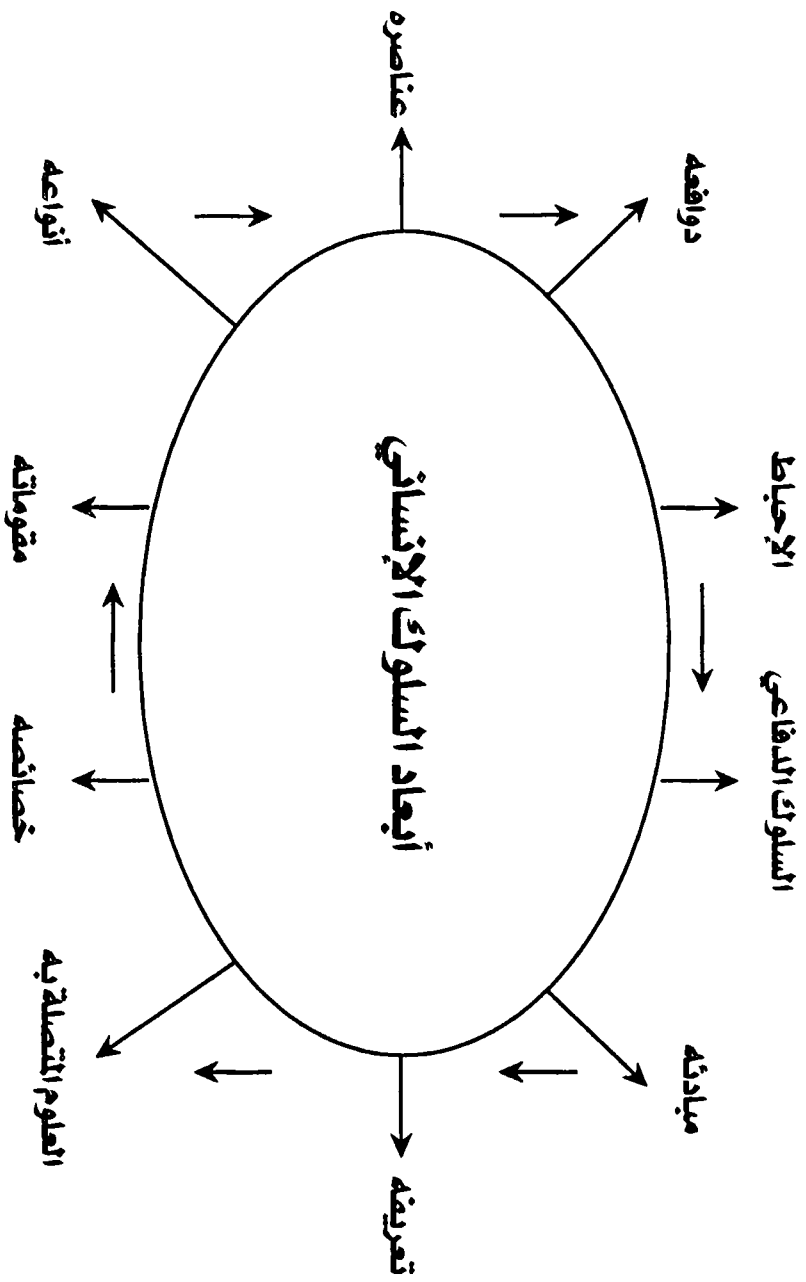 السلوك الدفاعي
الإحباط
مبادئه
دوافعه
تعريفه
أبعاد السلوك الإنساني
عناصره
العلوم المتصلة به
أنواعه
خصائصه
مقوماته